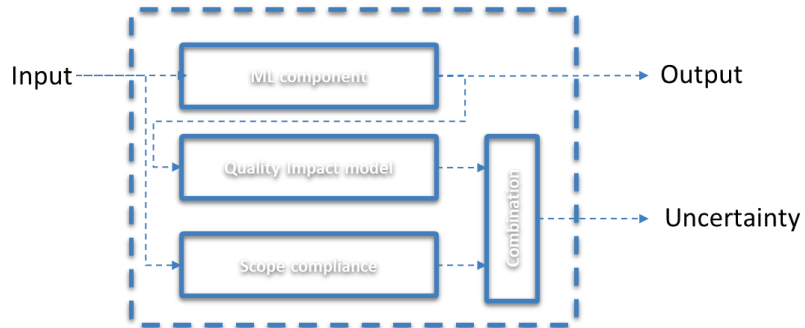 Input
ML component
Output
Quality Impact model
Combination
Uncertainty
Scope compliance